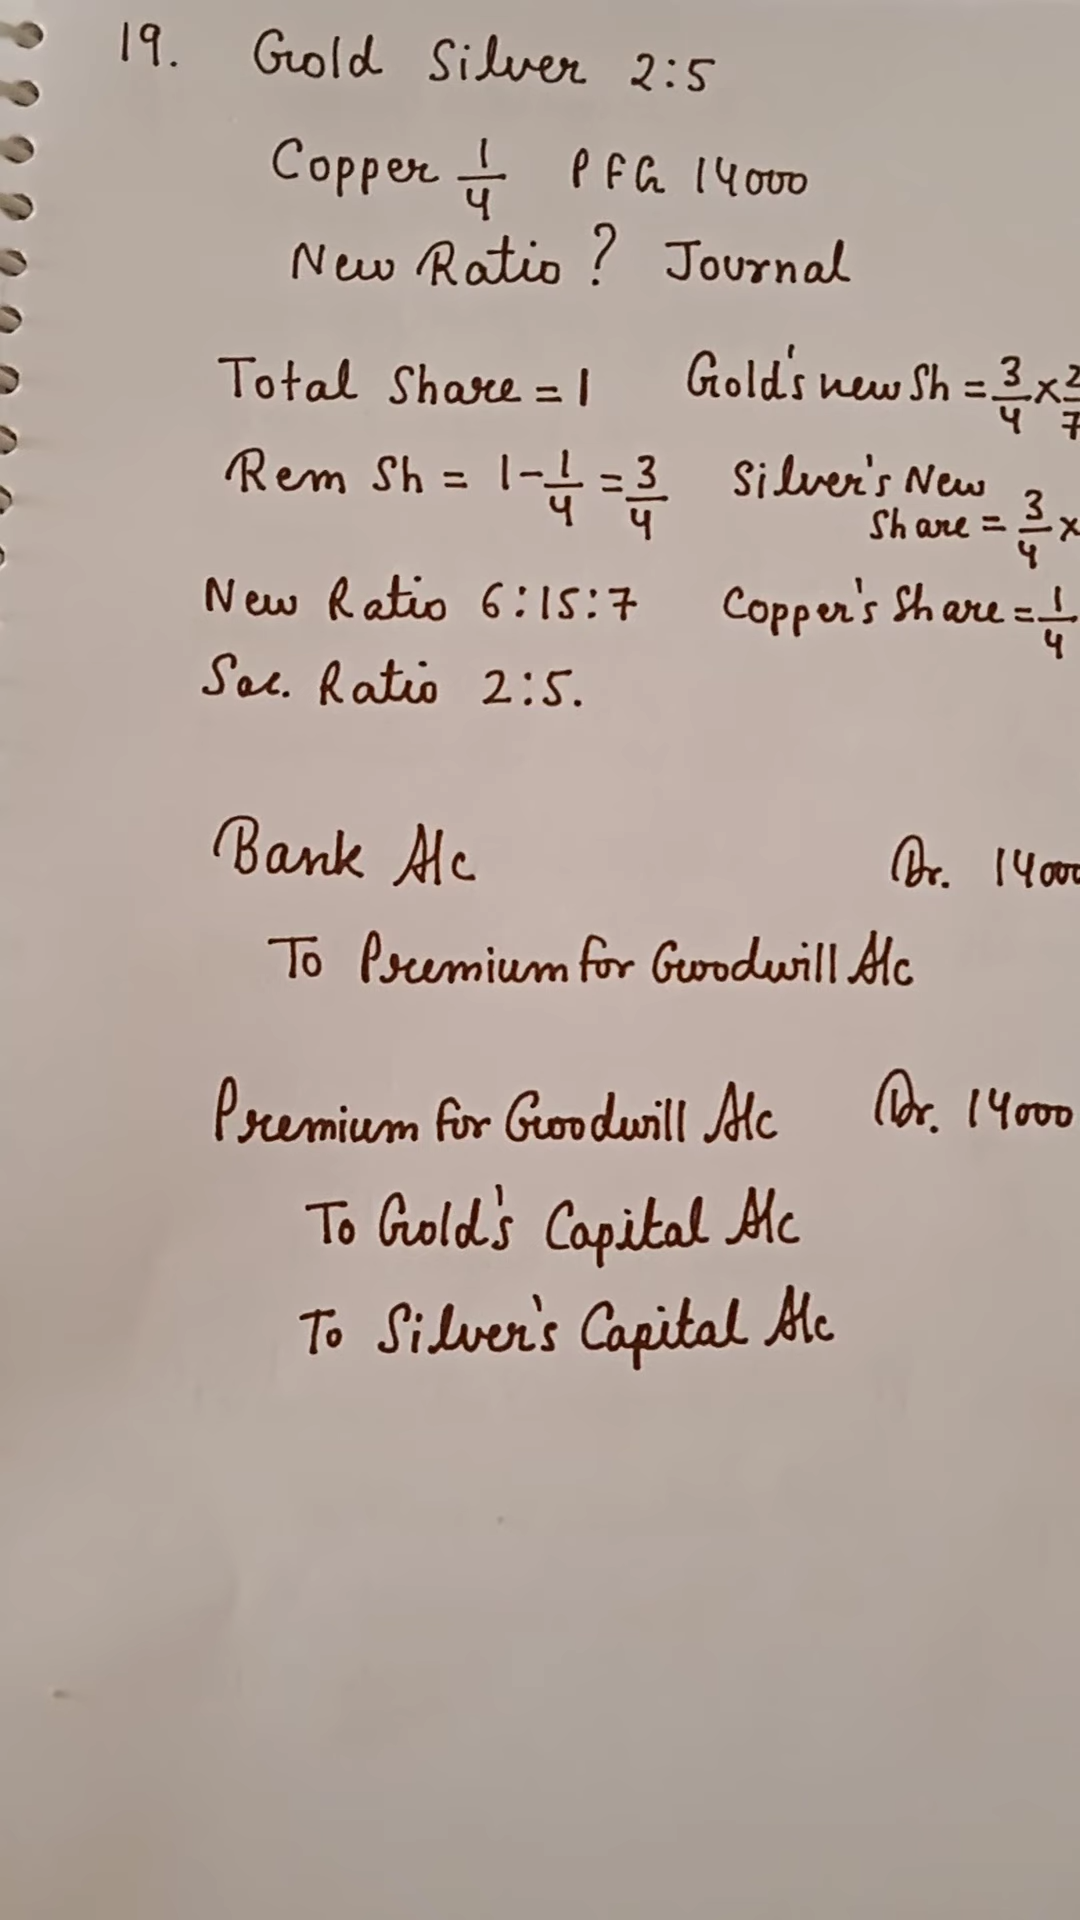 19. Gold Silver 2:5
Copper 1/4 PFG 14000
New Ratio? Journal
Total Share = 1
Rem Sh = 1-1/4 = 3/4
Gold's new Sh = 3/4 x 2/7
Silver's New
Share = 3/4 x
Copper's Share = 1/4
New Ratio 6:15:7
Sac. Ratio 2:5.
Bank A/c Dr. 14000
To Premium for Goodwill A/c
Premium for Goodwill A/c Dr. 14000
To Gold's Capital A/c
To Silver's Capital A/c